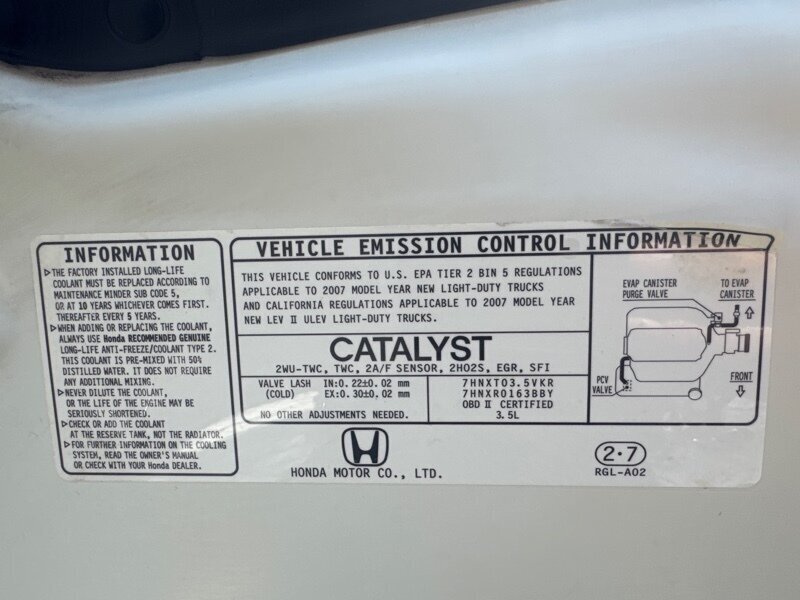 INFORMATION
▷THE FACTORY INSTALLED LONG-LIFE
COOLANT MUST BE REPLACED ACCORDING TO
MAINTENANCE MINDER SUB CODE 5,
OR AT 10 YEARS WHICHEVER COMES FIRST.
THEREAFTER EVERY 5 YEARS.
▷WHEN ADDING OR REPLACING THE COOLANT,
ALWAYS USE Honda RECOMMENDED GENUINE
LONG-LIFE ANTI-FREEZE/COOLANT TYPE 2.
THIS COOLANT IS PRE-MIXED WITH 50%
DISTILLED WATER. IT DOES NOT REQUIRE
ANY ADDITIONAL MIXING.
▷NEVER DILUTE THE COOLANT,
OR THE LIFE OF THE ENGINE MAY BE
SERIOUSLY SHORTENED.
▷CHECK OR ADD THE COOLANT
AT THE RESERVE TANK, NOT THE RADIATOR.
▷FOR FURTHER INFORMATION ON THE COOLING
SYSTEM, READ THE OWNER'S MANUAL
OR CHECK WITH YOUR Honda DEALER.
VEHICLE EMISSION CONTROL INFORMATION
THIS VEHICLE CONFORMS TO U.S. EPA TIER 2 BIN 5 REGULATIONS
APPLICABLE TO 2007 MODEL YEAR NEW LIGHT-DUTY TRUCKS
AND CALIFORNIA REGULATIONS APPLICABLE TO 2007 MODEL YEAR
NEW LEV II ULEV LIGHT-DUTY TRUCKS.
CATALYST
2WU-TWC, TWC, 2A/F SENSOR, 2HO2S, EGR, SFI
VALVE LASH IN:0.22±0.02 mm
(COLD) EX:0.30±0.02 mm
NO OTHER ADJUSTMENTS NEEDED.
7HNXT03.5VKR
7HNXR0163BBY
OBD II CERTIFIED
3.5L
EVAP CANISTER
PURGE VALVE
TO EVAP
CANISTER
PCV
VALVE
FRONT
HONDA MOTOR CO., LTD.
2•7
RGL-A02